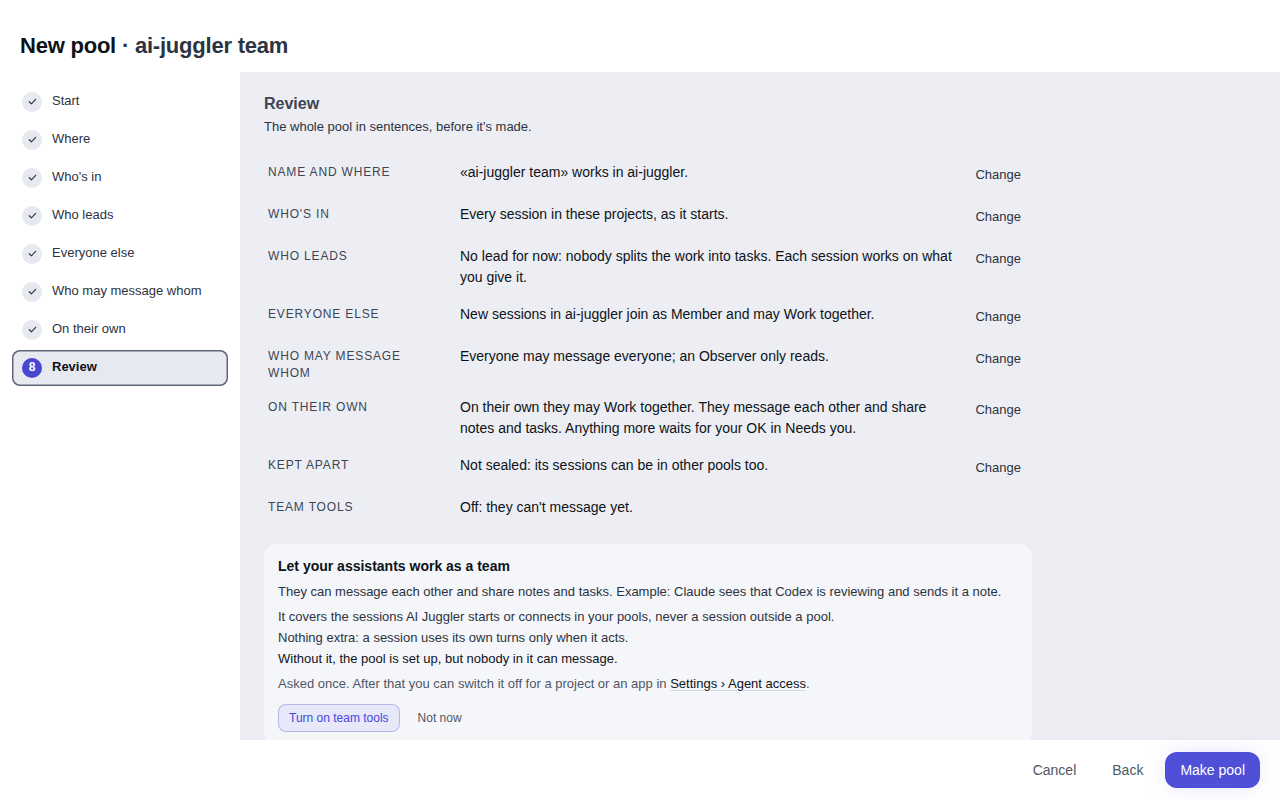 New pool · ai-juggler team
Start
Where
Who's in
Who leads
Everyone else
Who may message whom
On their own
8 Review
Review
The whole pool in sentences, before it's made.
NAME AND WHERE
«ai-juggler team» works in ai-juggler.
Change
WHO'S IN
Every session in these projects, as it starts.
Change
WHO LEADS
No lead for now: nobody splits the work into tasks. Each session works on what
you give it.
Change
EVERYONE ELSE
New sessions in ai-juggler join as Member and may Work together.
Change
WHO MAY MESSAGE
WHOM
Everyone may message everyone; an Observer only reads.
Change
ON THEIR OWN
On their own they may Work together. They message each other and share
notes and tasks. Anything more waits for your OK in Needs you.
Change
KEPT APART
Not sealed: its sessions can be in other pools too.
Change
TEAM TOOLS
Off: they can't message yet.
Let your assistants work as a team
They can message each other and share notes and tasks. Example: Claude sees that Codex is reviewing and sends it a note.
It covers the sessions AI Juggler starts or connects in your pools, never a session outside a pool.
Nothing extra: a session uses its own turns only when it acts.
Without it, the pool is set up, but nobody in it can message.
Asked once. After that you can switch it off for a project or an app in Settings › Agent access.
Turn on team tools
Not now
Cancel
Back
Make pool